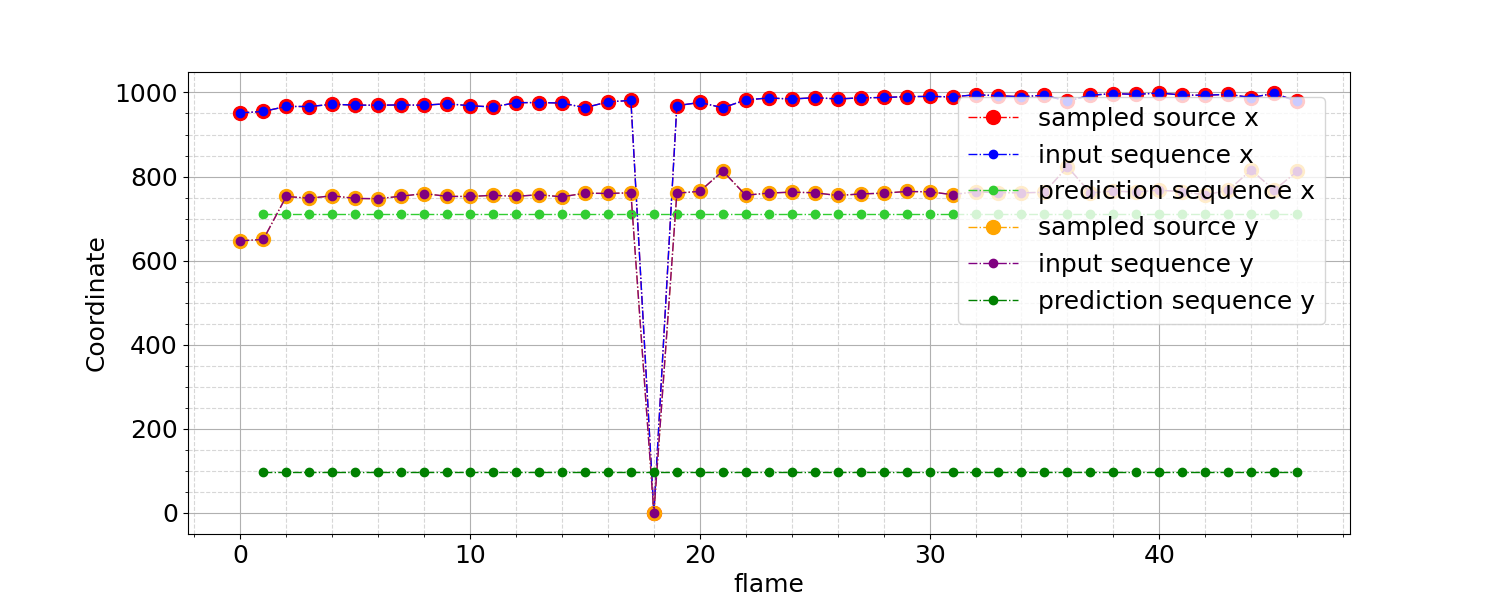 1000
800
600
400
200
0
Coordinate
0 10 20 30 40
flame
sampled source x
input sequence x
prediction sequence x
sampled source y
input sequence y
prediction sequence y